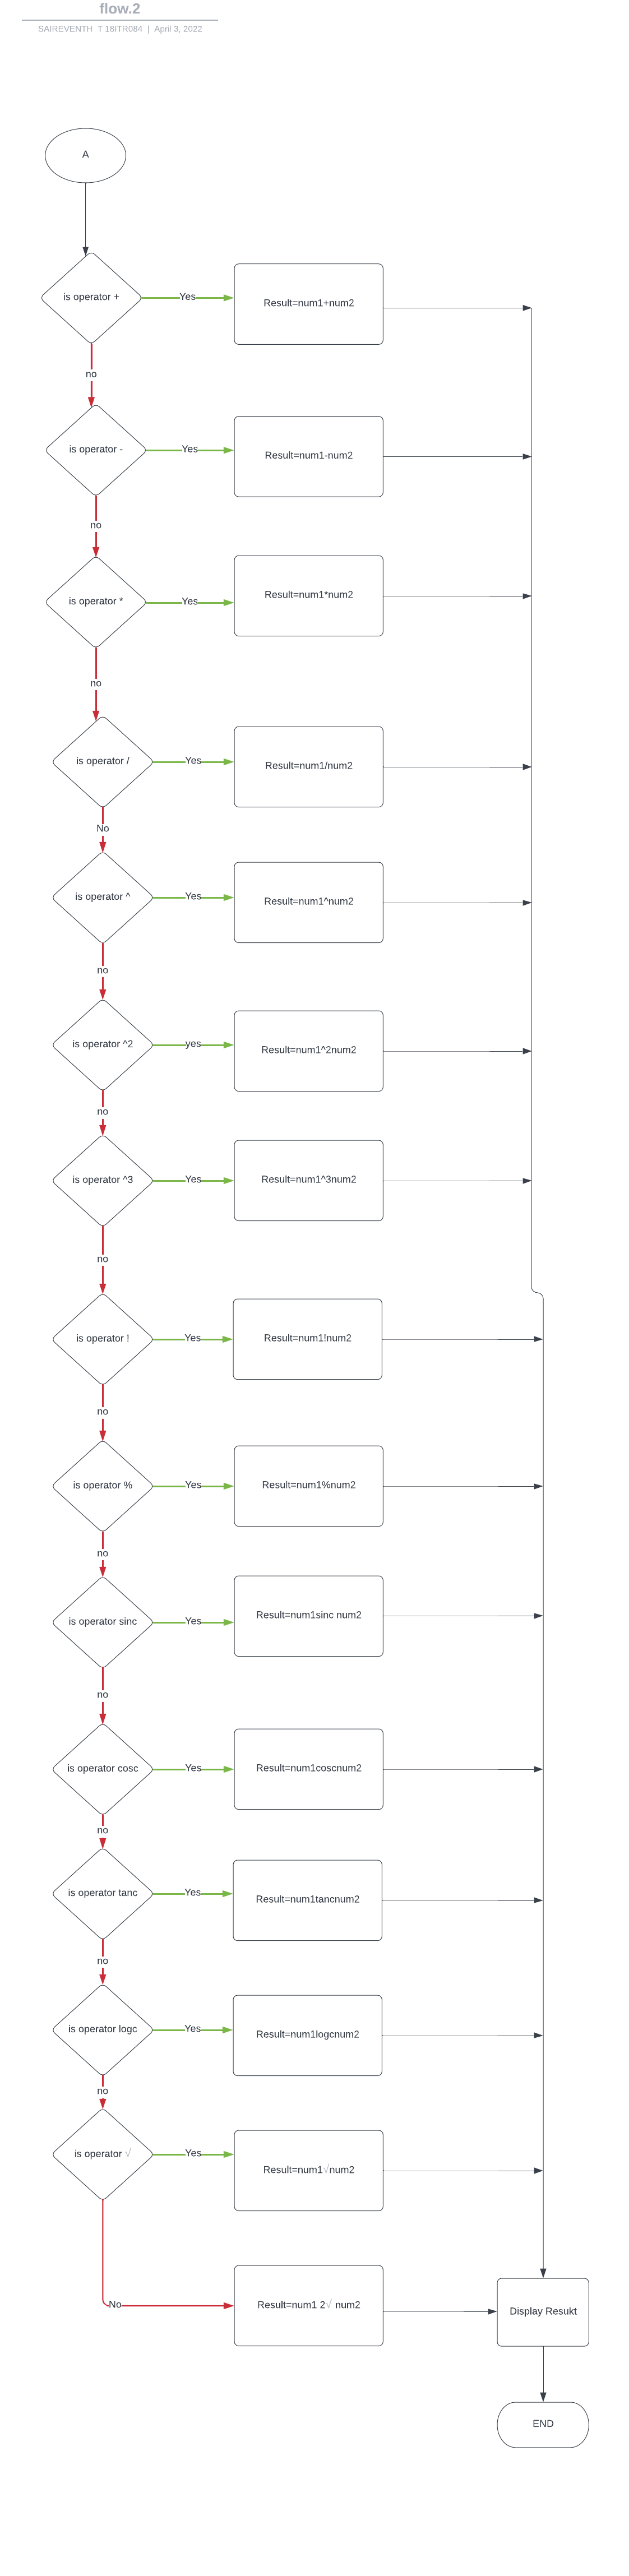 flow.2
SAIREVENTH T 18ITR084 | April 3, 2022
A
is operator +
Yes
Result=num1+num2
no
is operator -
Yes
Result=num1-num2
no
is operator *
Yes
Result=num1*num2
no
is operator /
Yes
Result=num1/num2
No
is operator ^
Yes
Result=num1^num2
no
is operator ^2
yes
Result=num1^2num2
no
is operator ^3
Yes
Result=num1^3num2
no
is operator !
Yes
Result=num1!num2
no
is operator %
Yes
Result=num1%num2
no
is operator sinc
Yes
Result=num1sinc num2
no
is operator cosc
Yes
Result=num1coscnum2
no
is operator tanc
Yes
Result=num1tancnum2
no
is operator logc
Yes
Result=num1logcnum2
no
is operator √
Yes
Result=num1√num2
No
Result=num1 2√ num2
Display Resukt
END